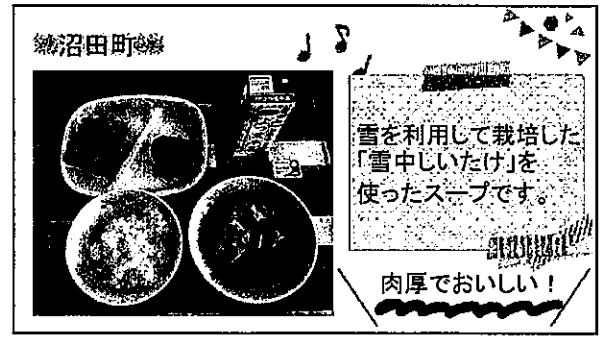 沼田町
雪を利用して栽培した
「雪中しいたけ」を
使ったスープです。
肉厚でおいしい！